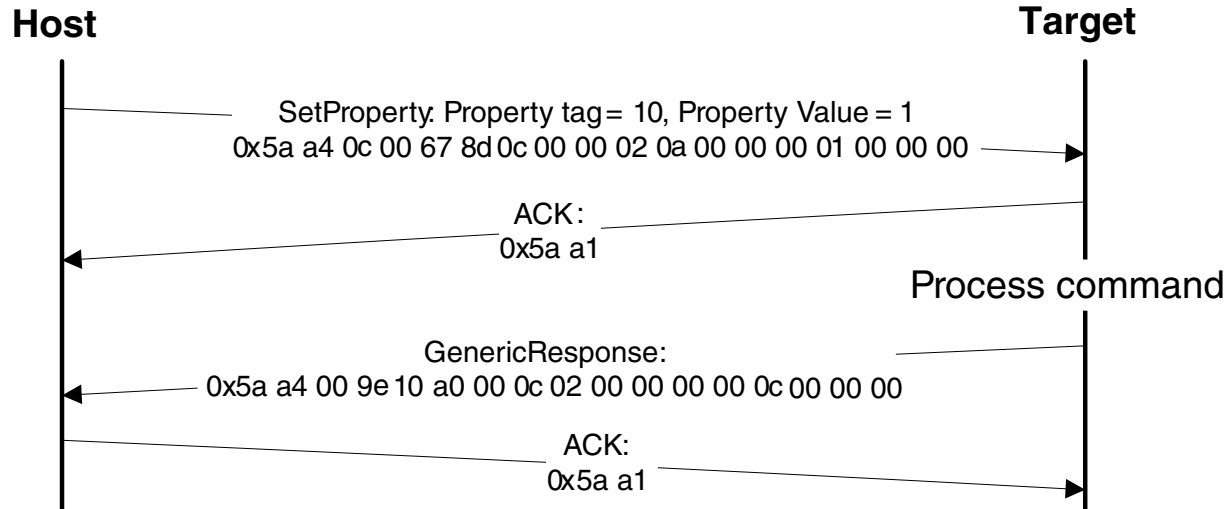 Host
Target
SetProperty: Property tag = 10, Property Value = 1
0x5a a4 0c 00 67 8d 0c 00 00 02 0a 00 00 00 01 00 00 00
ACK:
0x5a a1
Process command
GenericResponse:
0x5a a4 00 9e 10 a0 00 0c 02 00 00 00 00 0c 00 00 00
ACK:
0x5a a1